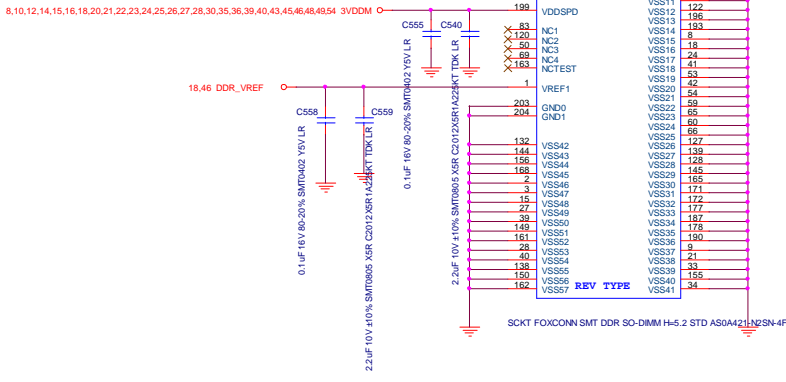 8,10,12,14,15,16,18,20,21,22,23,24,25,26,27,28,30,35,36,39,40,43,45,46,48,49,54 3VDDM
18,46 DDR_VREF
C555
C540
C558
C559
0.1uF 16V 80-20% SMT0402 Y5V LR
2.2uF 10V ±10% SMT0805 X5R C2012X5R1A225KT TDK LR
0.1uF 16V 80-20% SMT0402 Y5V LR
2.2uF 10V ±10% SMT0805 X5R C2012X5R1A225KT TDK LR
199 VDDSPD
83 NC1
120 NC2
50 NC3
69 NC4
163 NCTEST
1 VREF1
203 GND0
204 GND1
132 VSS42
144 VSS43
156 VSS44
168 VSS45
2 VSS46
3 VSS47
15 VSS48
27 VSS49
39 VSS50
149 VSS51
161 VSS52
28 VSS53
40 VSS54
138 VSS55
150 VSS56
162 VSS57
VSS11
VSS12 122
VSS13 196
VSS14 193
VSS15 8
VSS16 18
VSS17 24
VSS18 41
VSS19 53
VSS20 42
VSS21 54
VSS22 59
VSS23 65
VSS24 60
VSS25 66
VSS26 127
VSS27 139
VSS28 128
VSS29 145
VSS30 165
VSS31 171
VSS32 172
VSS33 177
VSS34 187
VSS35 178
VSS36 190
VSS37 9
VSS38 21
VSS39 33
VSS40 155
VSS41 34
REV TYPE
SCKT FOXCONN SMT DDR SO-DIMM H=5.2 STD AS0A421-N2SN-4F